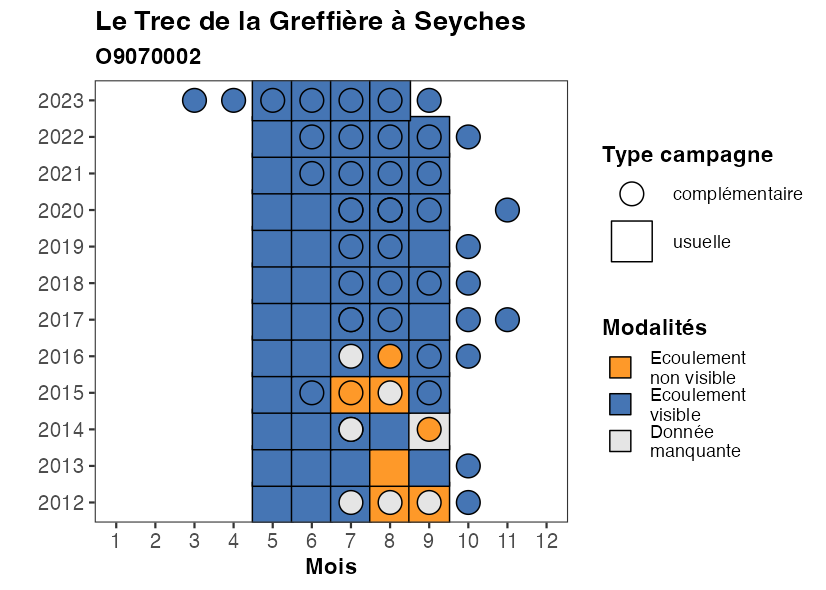 Le Trec de la Greffière à Seyches
O9070002
2023
2022
2021
2020
2019
2018
2017
2016
2015
2014
2013
2012
1 2 3 4 5 6 7 8 9 10 11 12
Mois
Type campagne
complémentaire
usuelle
Modalités
Ecoulement
non visible
Ecoulement
visible
Donnée
manquante